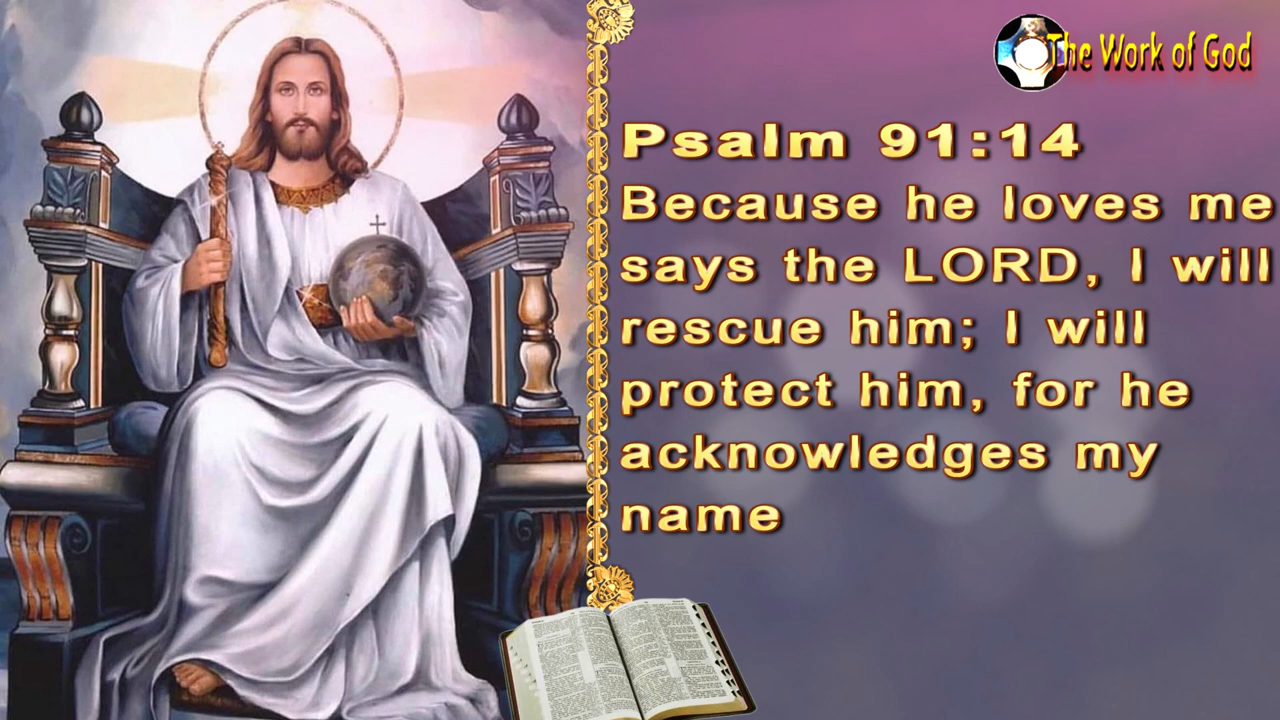 The Work of God
Psalm 91:14
Because he loves me
says the LORD, I will
rescue him; I will
protect him, for he
acknowledges my
name